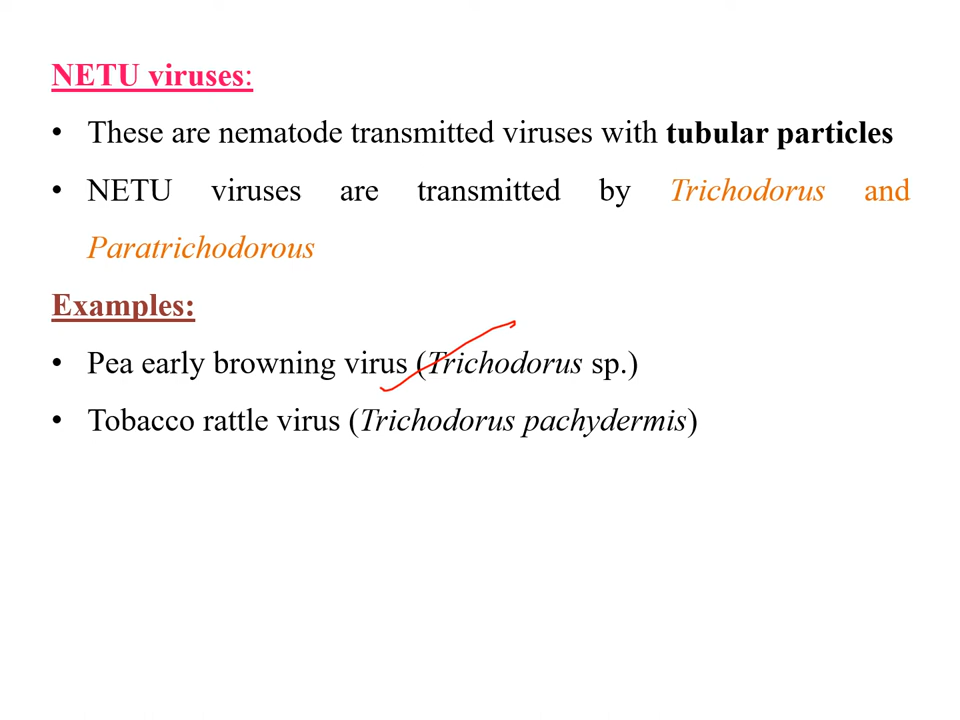 NETU viruses:
• These are nematode transmitted viruses with tubular particles
• NETU viruses are transmitted by Trichodorus and
Paratrichodorous
Examples:
• Pea early browning virus (Trichodorus sp.)
• Tobacco rattle virus (Trichodorus pachydermis)